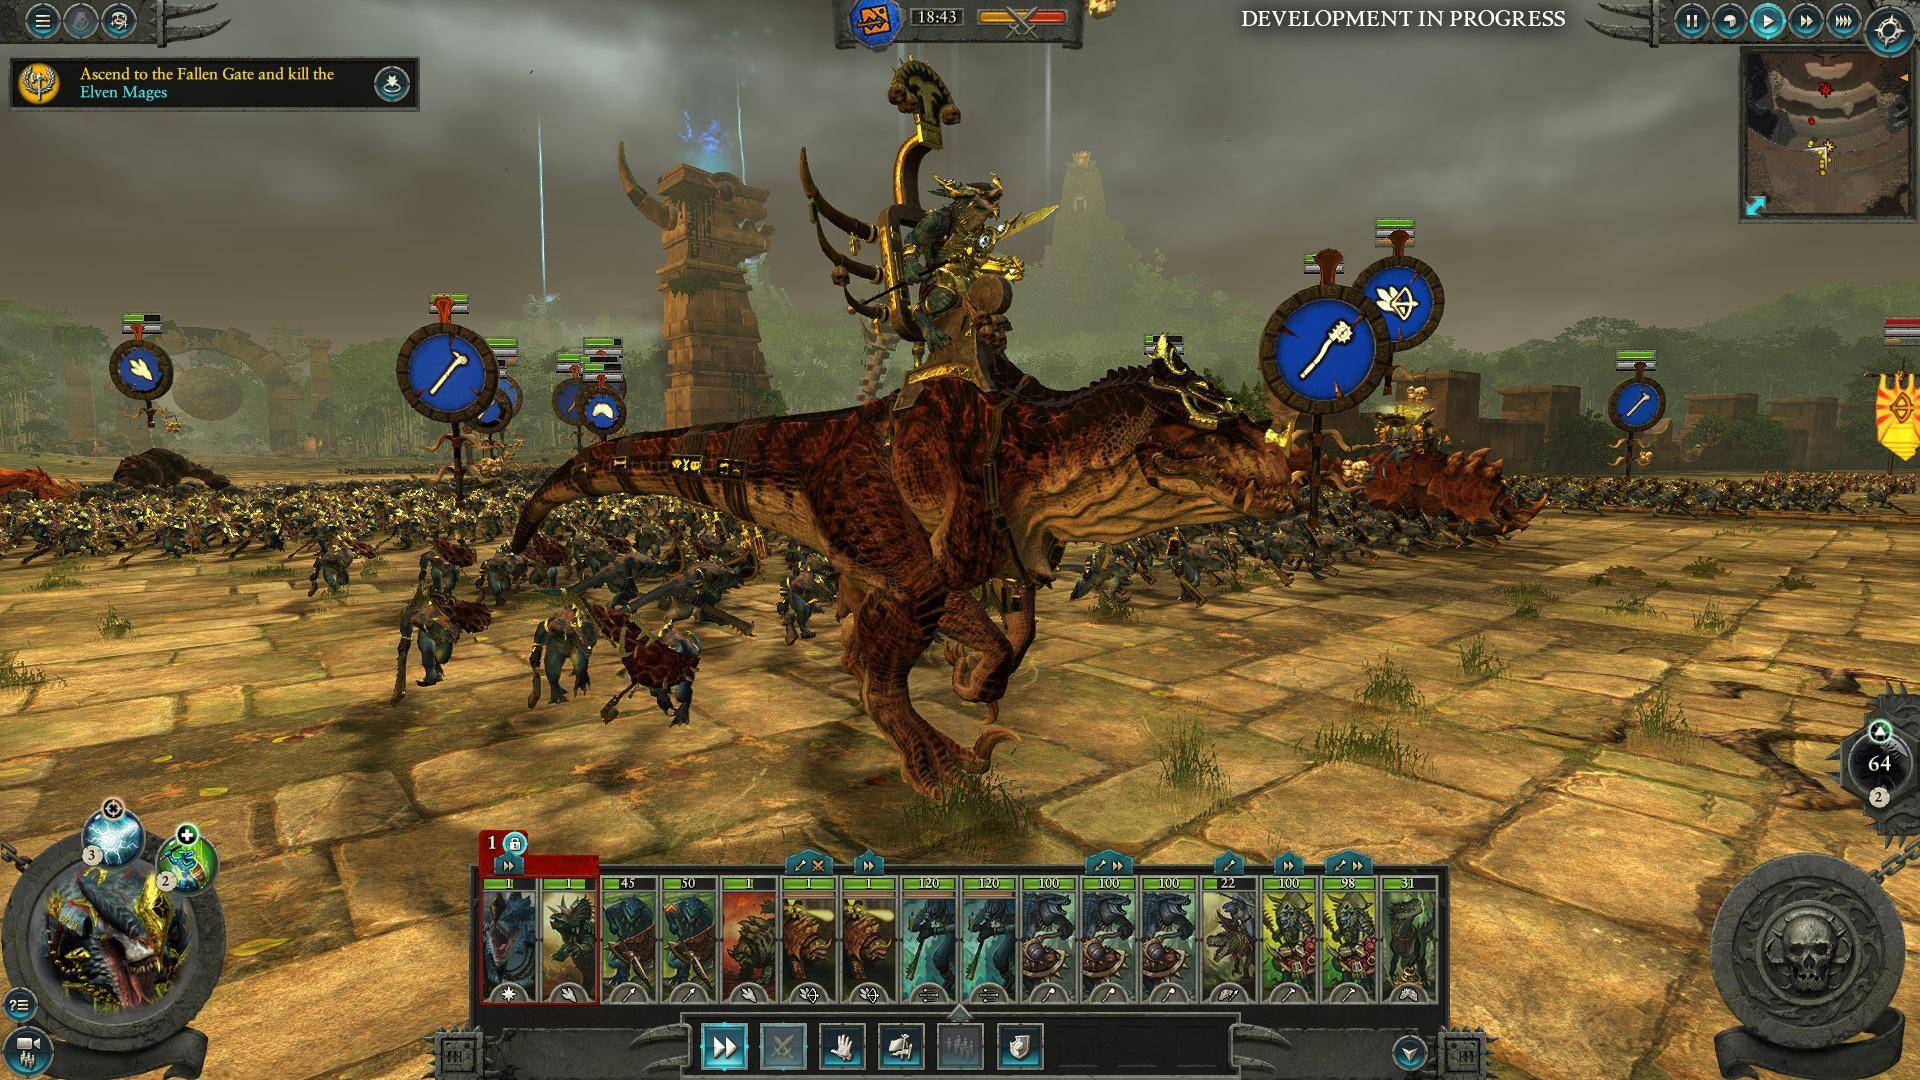 18:43
DEVELOPMENT IN PROGRESS
Ascend to the Fallen Gate and kill the
Elven Mages
64
2
3
2
1
1 1 45 50 1 1 1 120 120 100 100 100 22 100 98 31
?